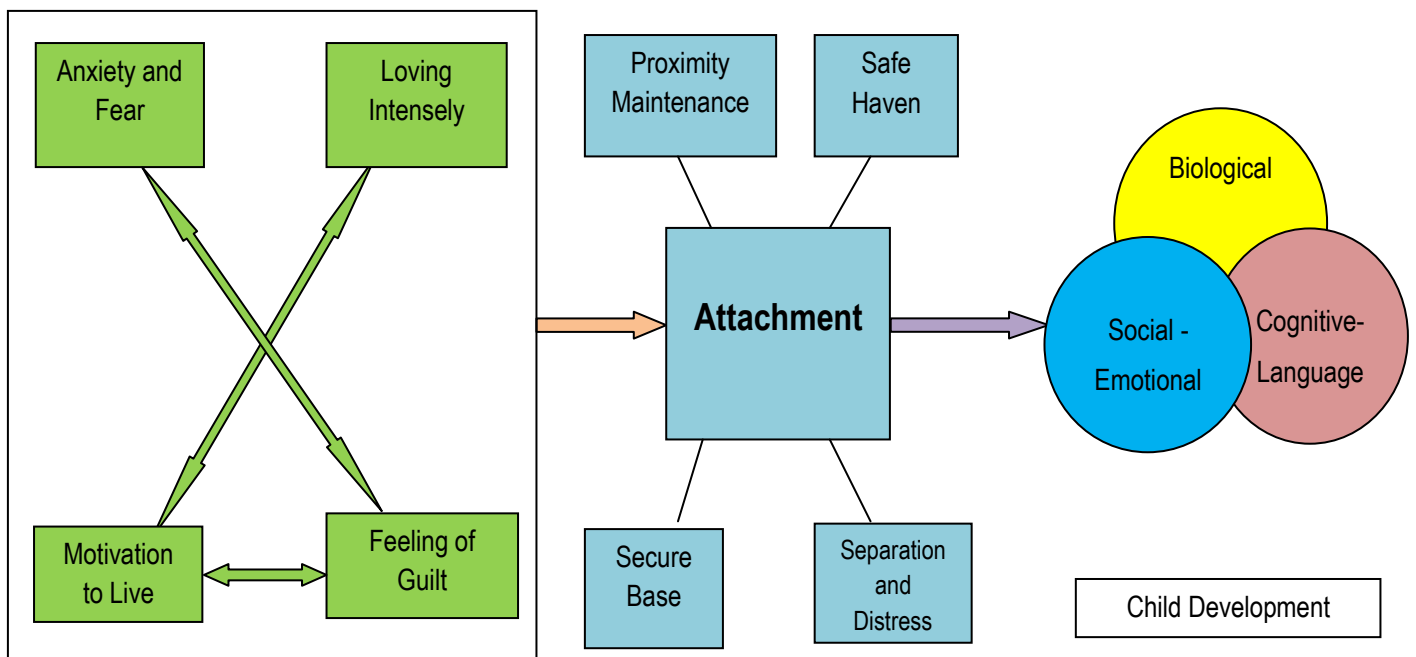 Anxiety and
Fear
Loving
Intensely
Motivation
to Live
Feeling of
Guilt
Proximity
Maintenance
Safe
Haven
Attachment
Secure
Base
Separation
and
Distress
Biological
Social -
Emotional
Cognitive-
Language
Child Development